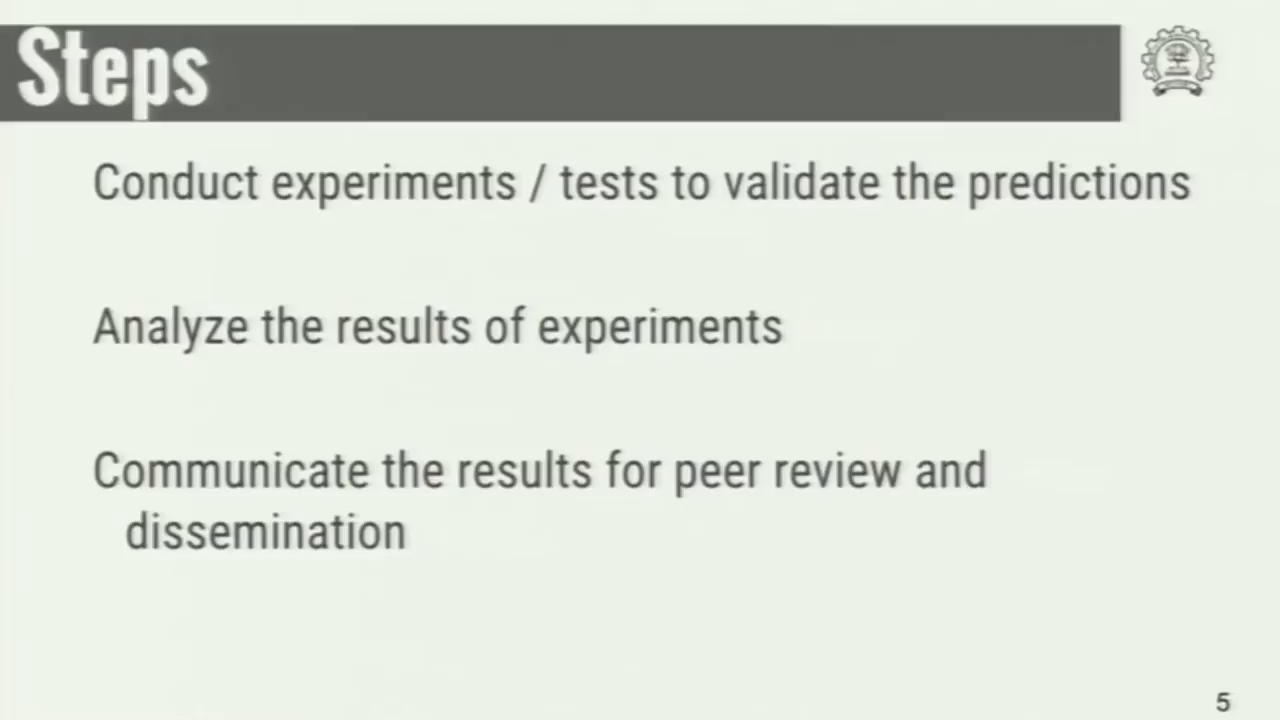 Steps
Conduct experiments / tests to validate the predictions
Analyze the results of experiments
Communicate the results for peer review and
dissemination
5